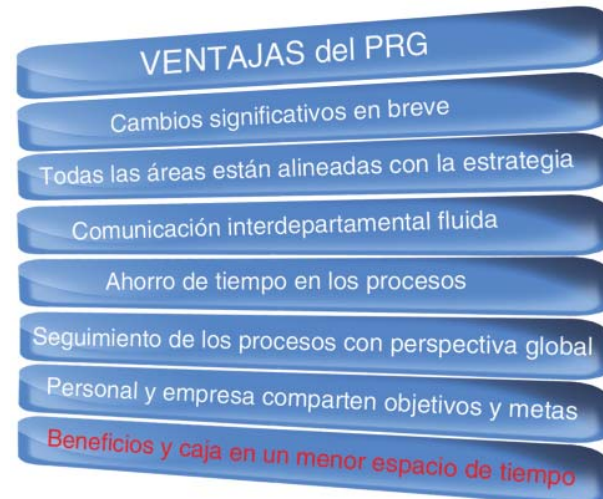 VENTAJAS del PRG
Cambios significativos en breve
Todas las áreas están alineadas con la estrategia
Comunicación interdepartamental fluida
Ahorro de tiempo en los procesos
Seguimiento de los procesos con perspectiva global
Personal y empresa comparten objetivos y metas
Beneficios y caja en un menor espacio de tiempo